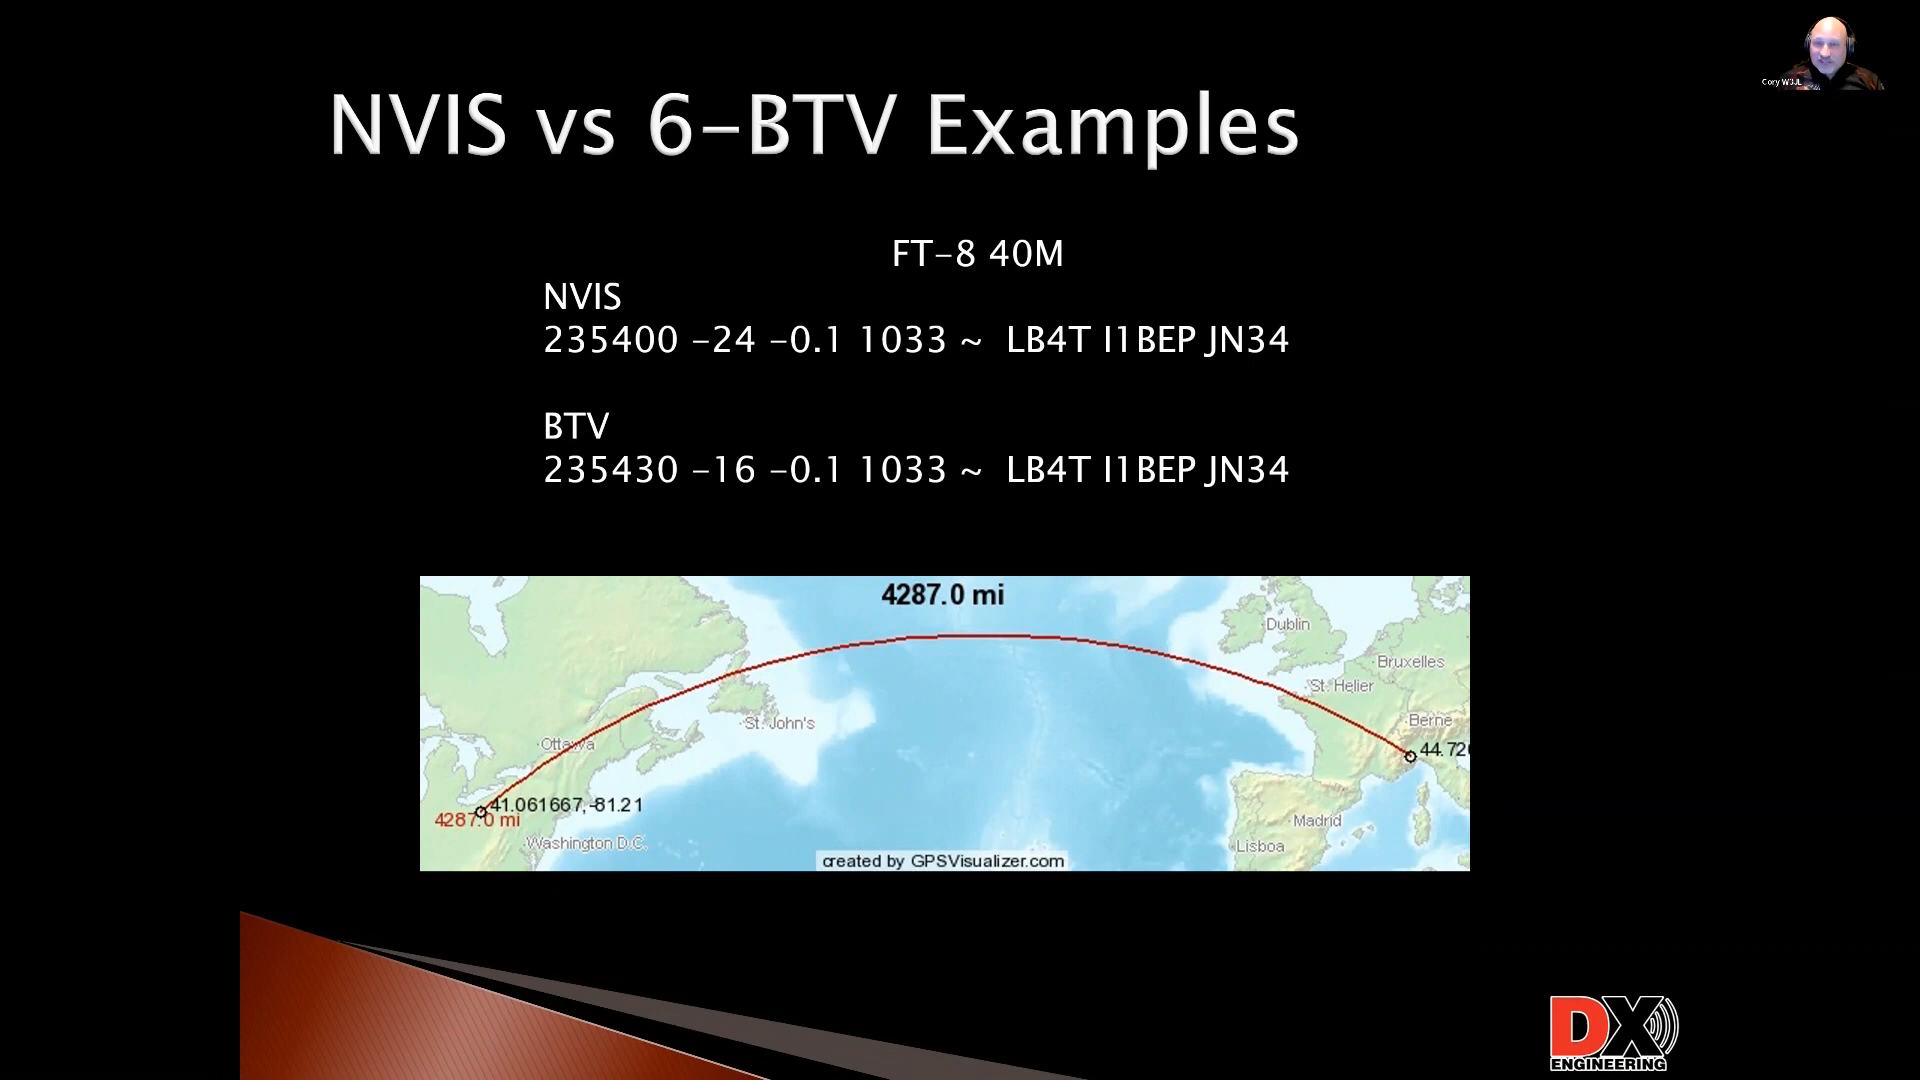 Cory W3JL
NVIS vs 6-BTV Examples
FT-8 40M
NVIS
235400 -24 -0.1 1033 ~ LB4T I1BEP JN34
BTV
235430 -16 -0.1 1033 ~ LB4T I1BEP JN34
4287.0 mi
Dublin
Bruxelles
St. Helier
Berne
St. John's
Ottawa
44.720
41.061667,-81.21
4287.0 mi
Madrid
Washington D.C.
Lisboa
created by GPSVisualizer.com
DX
ENGINEERING